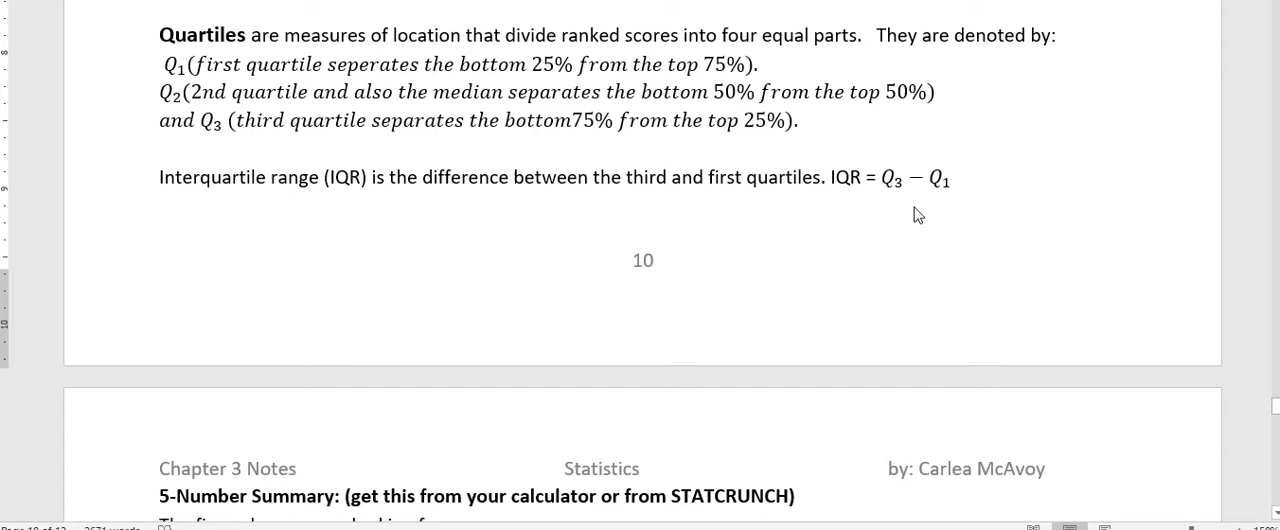 Quartiles are measures of location that divide ranked scores into four equal parts. They are denoted by:
Q₁(first quartile seperates the bottom 25% from the top 75%).
Q₂(2nd quartile and also the median separates the bottom 50% from the top 50%)
and Q₃ (third quartile separates the bottom75% from the top 25%).
Interquartile range (IQR) is the difference between the third and first quartiles. IQR = Q₃ − Q₁
10
Chapter 3 Notes Statistics by: Carlea McAvoy
5-Number Summary: (get this from your calculator or from STATCRUNCH)